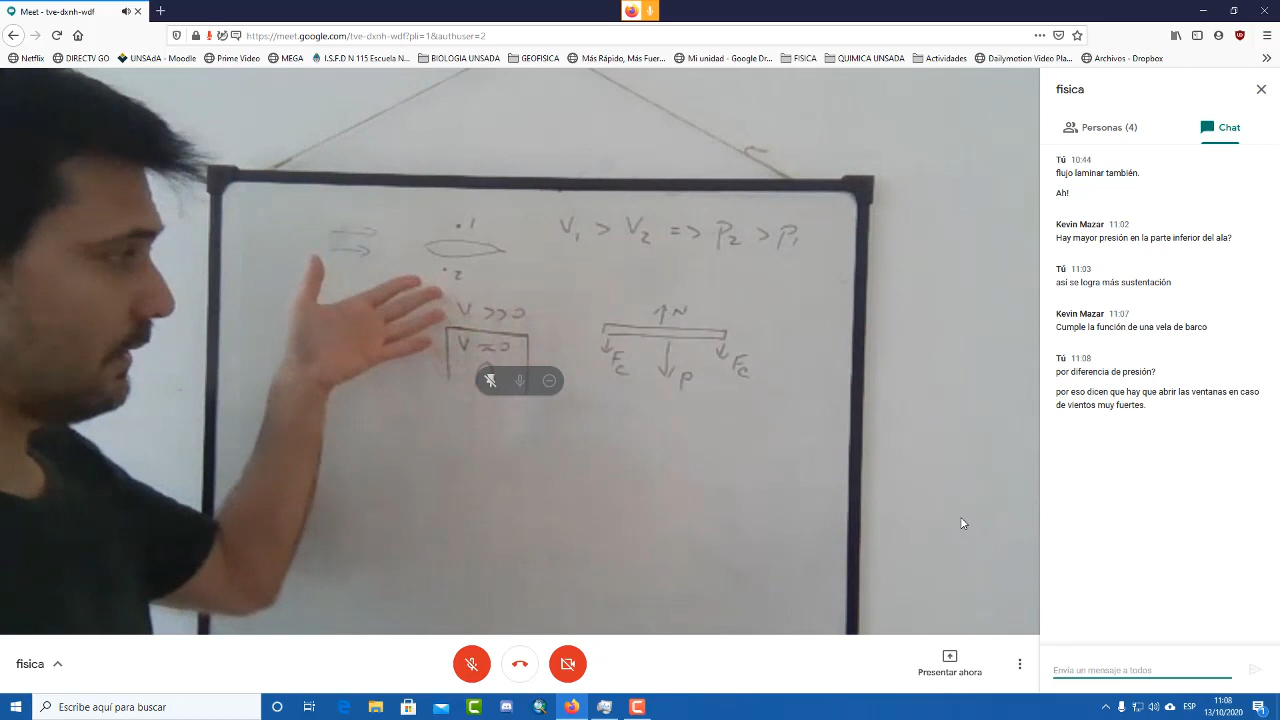 Meet - tve-dxnh-wdf
https://meet.google.com/tve-dxnh-wdf?pli=1&authuser=2
Netflix DIRECTV GO UNSAdA - Moodle Prime Video MEGA I.S.F.D N 115 Escuela N... BIOLOGIA UNSADA GEOFISICA Más Rápido, Más Fuer... Mi unidad - Google Dr... FISICA QUIMICA UNSADA Actividades Dailymotion Video Pla... Archivos - Dropbox
fisica
Personas (4) Chat
Tú 10:44
flujo laminar también.
Ah!
Kevin Mazar 11:02
Hay mayor presión en la parte inferior del ala?
Tú 11:03
asi se logra más sustentación
Kevin Mazar 11:07
Cumple la función de una vela de barco
Tú 11:08
por diferencia de presión?
por eso dicen que hay que abrir las ventanas en caso
de vientos muy fuertes.
Envía un mensaje a todos
.1
V1 > V2 => P2 > P1
.2
V >> 0
V ≈ 0
↑N
Fc
P
Fc
fisica
Presentar ahora
Escribe aquí para buscar
ESP
11:08
13/10/2020
1